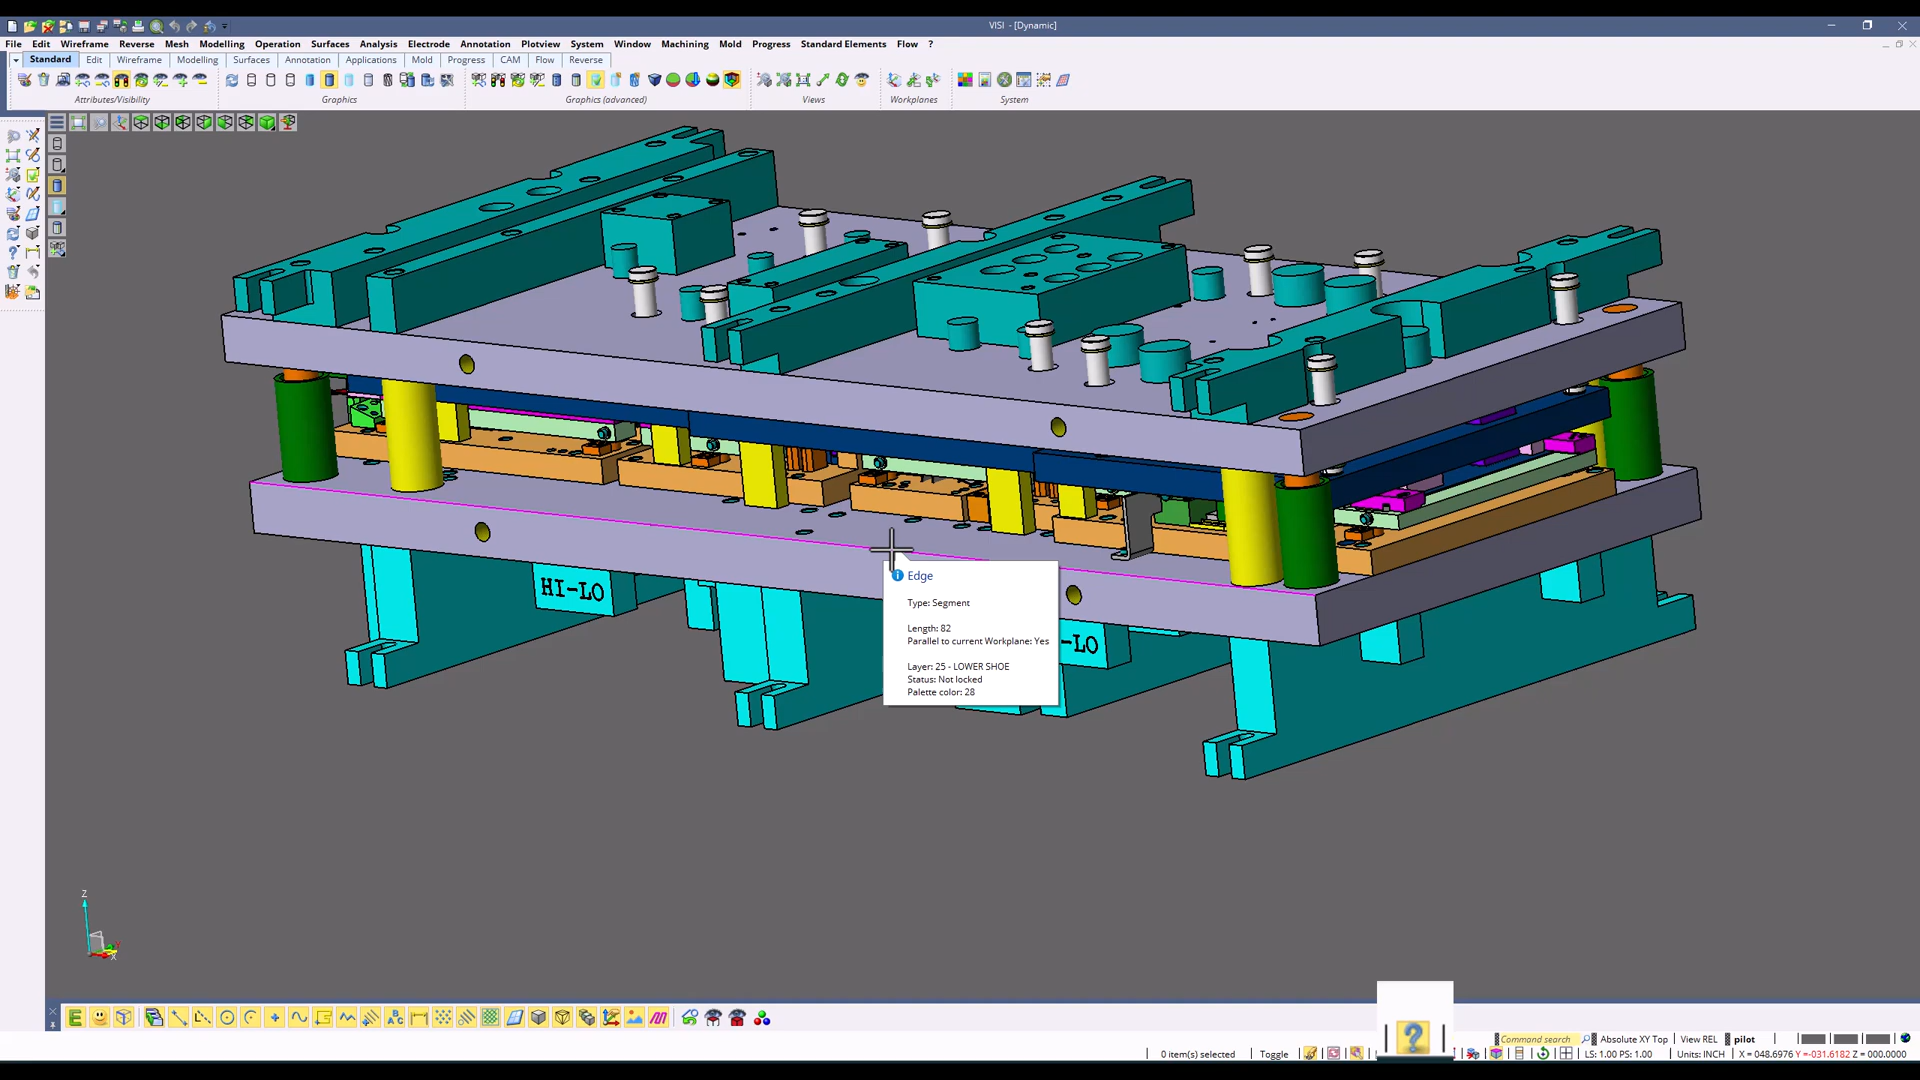 VISI - [Dynamic]
File Edit Wireframe Reverse Mesh Modelling Operation Surfaces Analysis Electrode Annotation Plotview System Window Machining Mold Progress Standard Elements Flow ?
Standard Edit Wireframe Modelling Surfaces Annotation Applications Mold Progress CAM Flow Reverse
Attributes/Visibility Graphics Graphics (advanced) Views Workplanes System
HI-LO
Edge
Type: Segment
Length: 82
Parallel to current Workplane: Yes
-LO
Layer: 25 - LOWER SHOE
Status: Not locked
Palette color: 28
Z
X
Command search Absolute XY Top View REL pilot
0 item(s) selected Toggle LS: 1.00 PS: 1.00 Units: INCH X = 048.6976 Y =-031.6182 Z = 000.0000